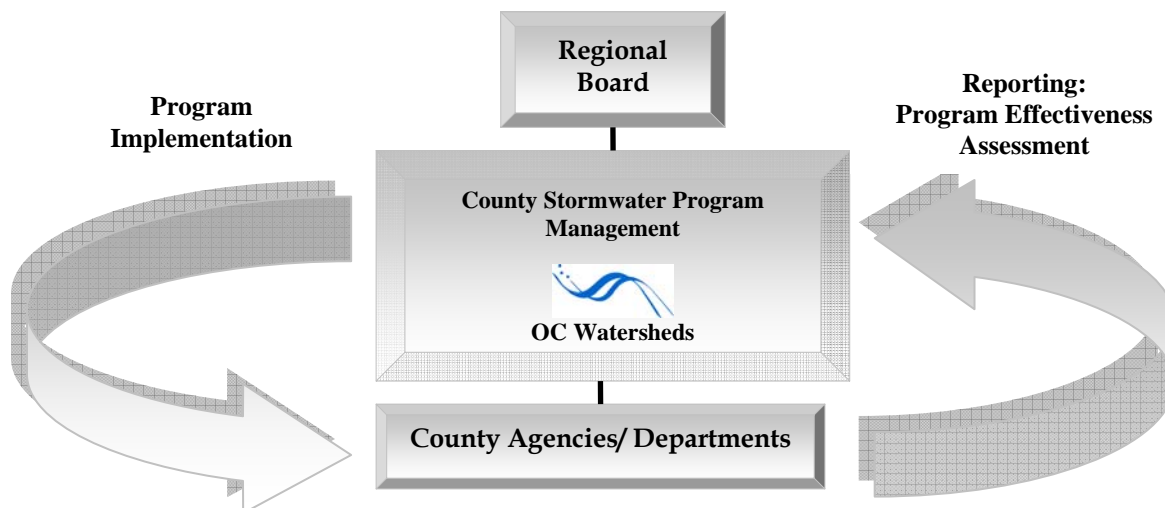 Regional
Board
Program
Implementation
Reporting:
Program Effectiveness
Assessment
County Stormwater Program
Management
OC Watersheds
County Agencies/ Departments